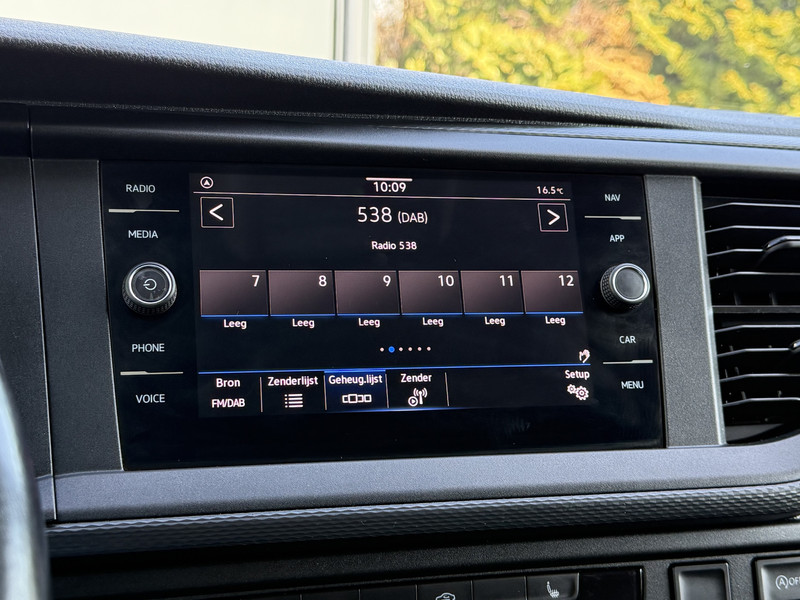 RADIO
MEDIA
PHONE
VOICE
10:09
16.5°C
538 (DAB)
Radio 538
7 8 9 10 11 12
Leeg Leeg Leeg Leeg Leeg Leeg
Bron Zenderlijst Geheug.lijst Zender Setup
FM/DAB
NAV
APP
CAR
MENU
A OFF